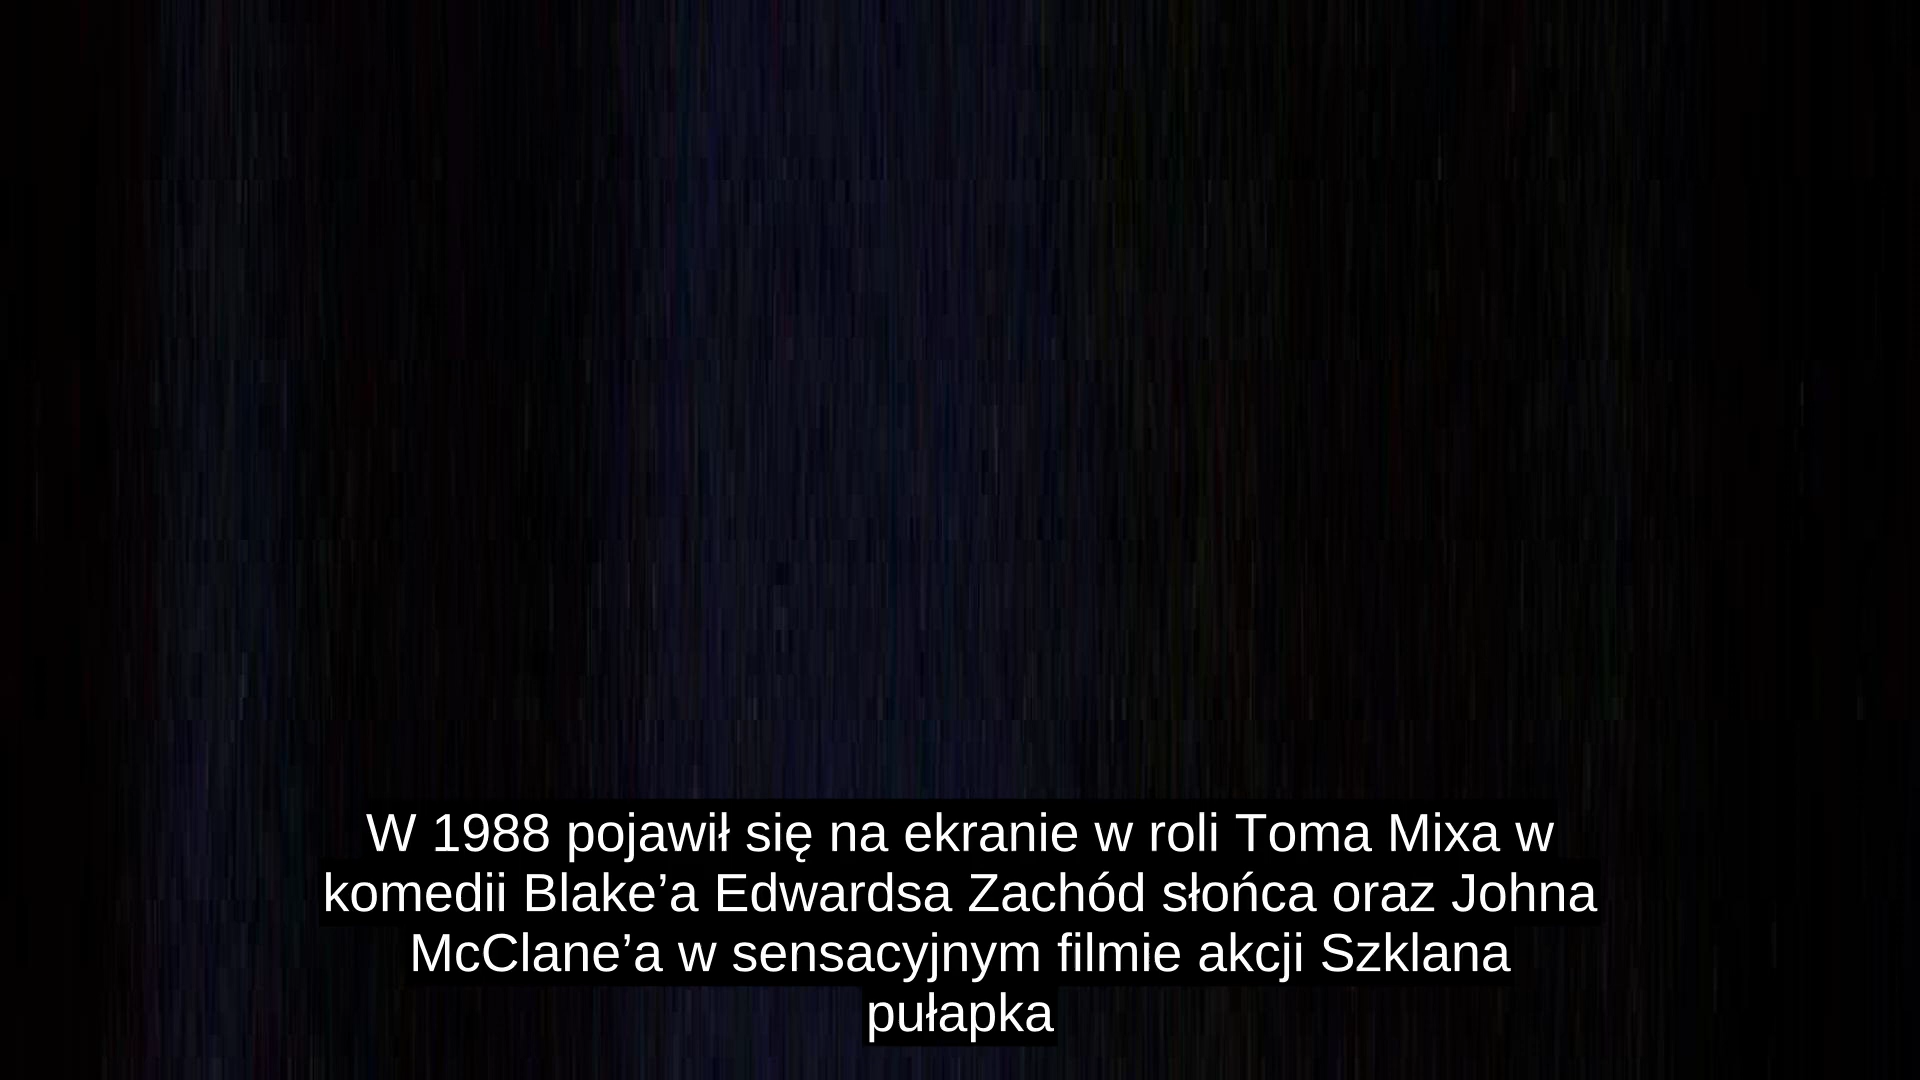 W 1988 pojawił się na ekranie w roli Toma Mixa w
komedii Blake’a Edwardsa Zachód słońca oraz Johna
McClane’a w sensacyjnym filmie akcji Szklana
pułapka